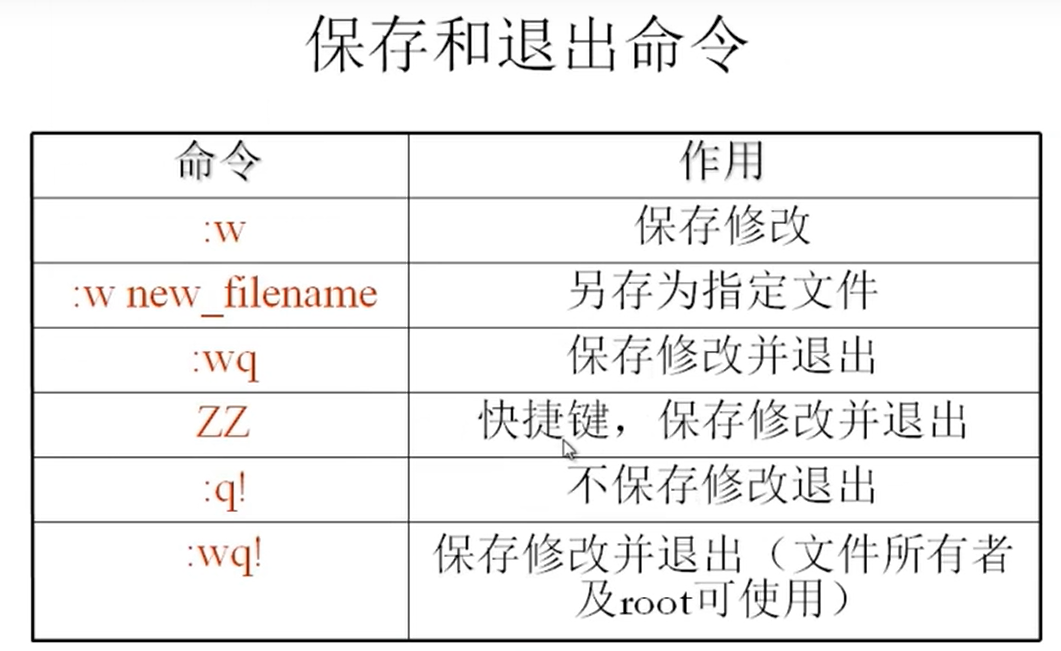 保存和退出命令
命令 作用
:w 保存修改
:w new_filename 另存为指定文件
:wq 保存修改并退出
ZZ 快捷键，保存修改并退出
:q! 不保存修改退出
:wq! 保存修改并退出（文件所有者
及root可使用）